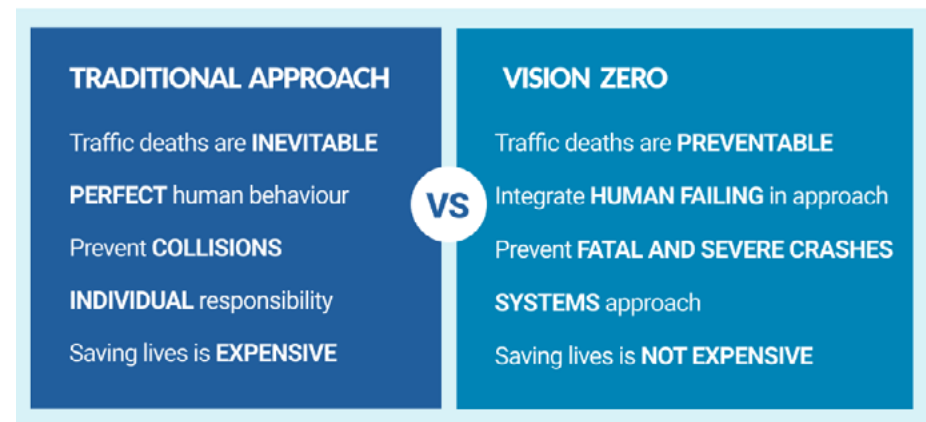 TRADITIONAL APPROACH
Traffic deaths are INEVITABLE
PERFECT human behaviour
Prevent COLLISIONS
INDIVIDUAL responsibility
Saving lives is EXPENSIVE
VS
VISION ZERO
Traffic deaths are PREVENTABLE
Integrate HUMAN FAILING in approach
Prevent FATAL AND SEVERE CRASHES
SYSTEMS approach
Saving lives is NOT EXPENSIVE